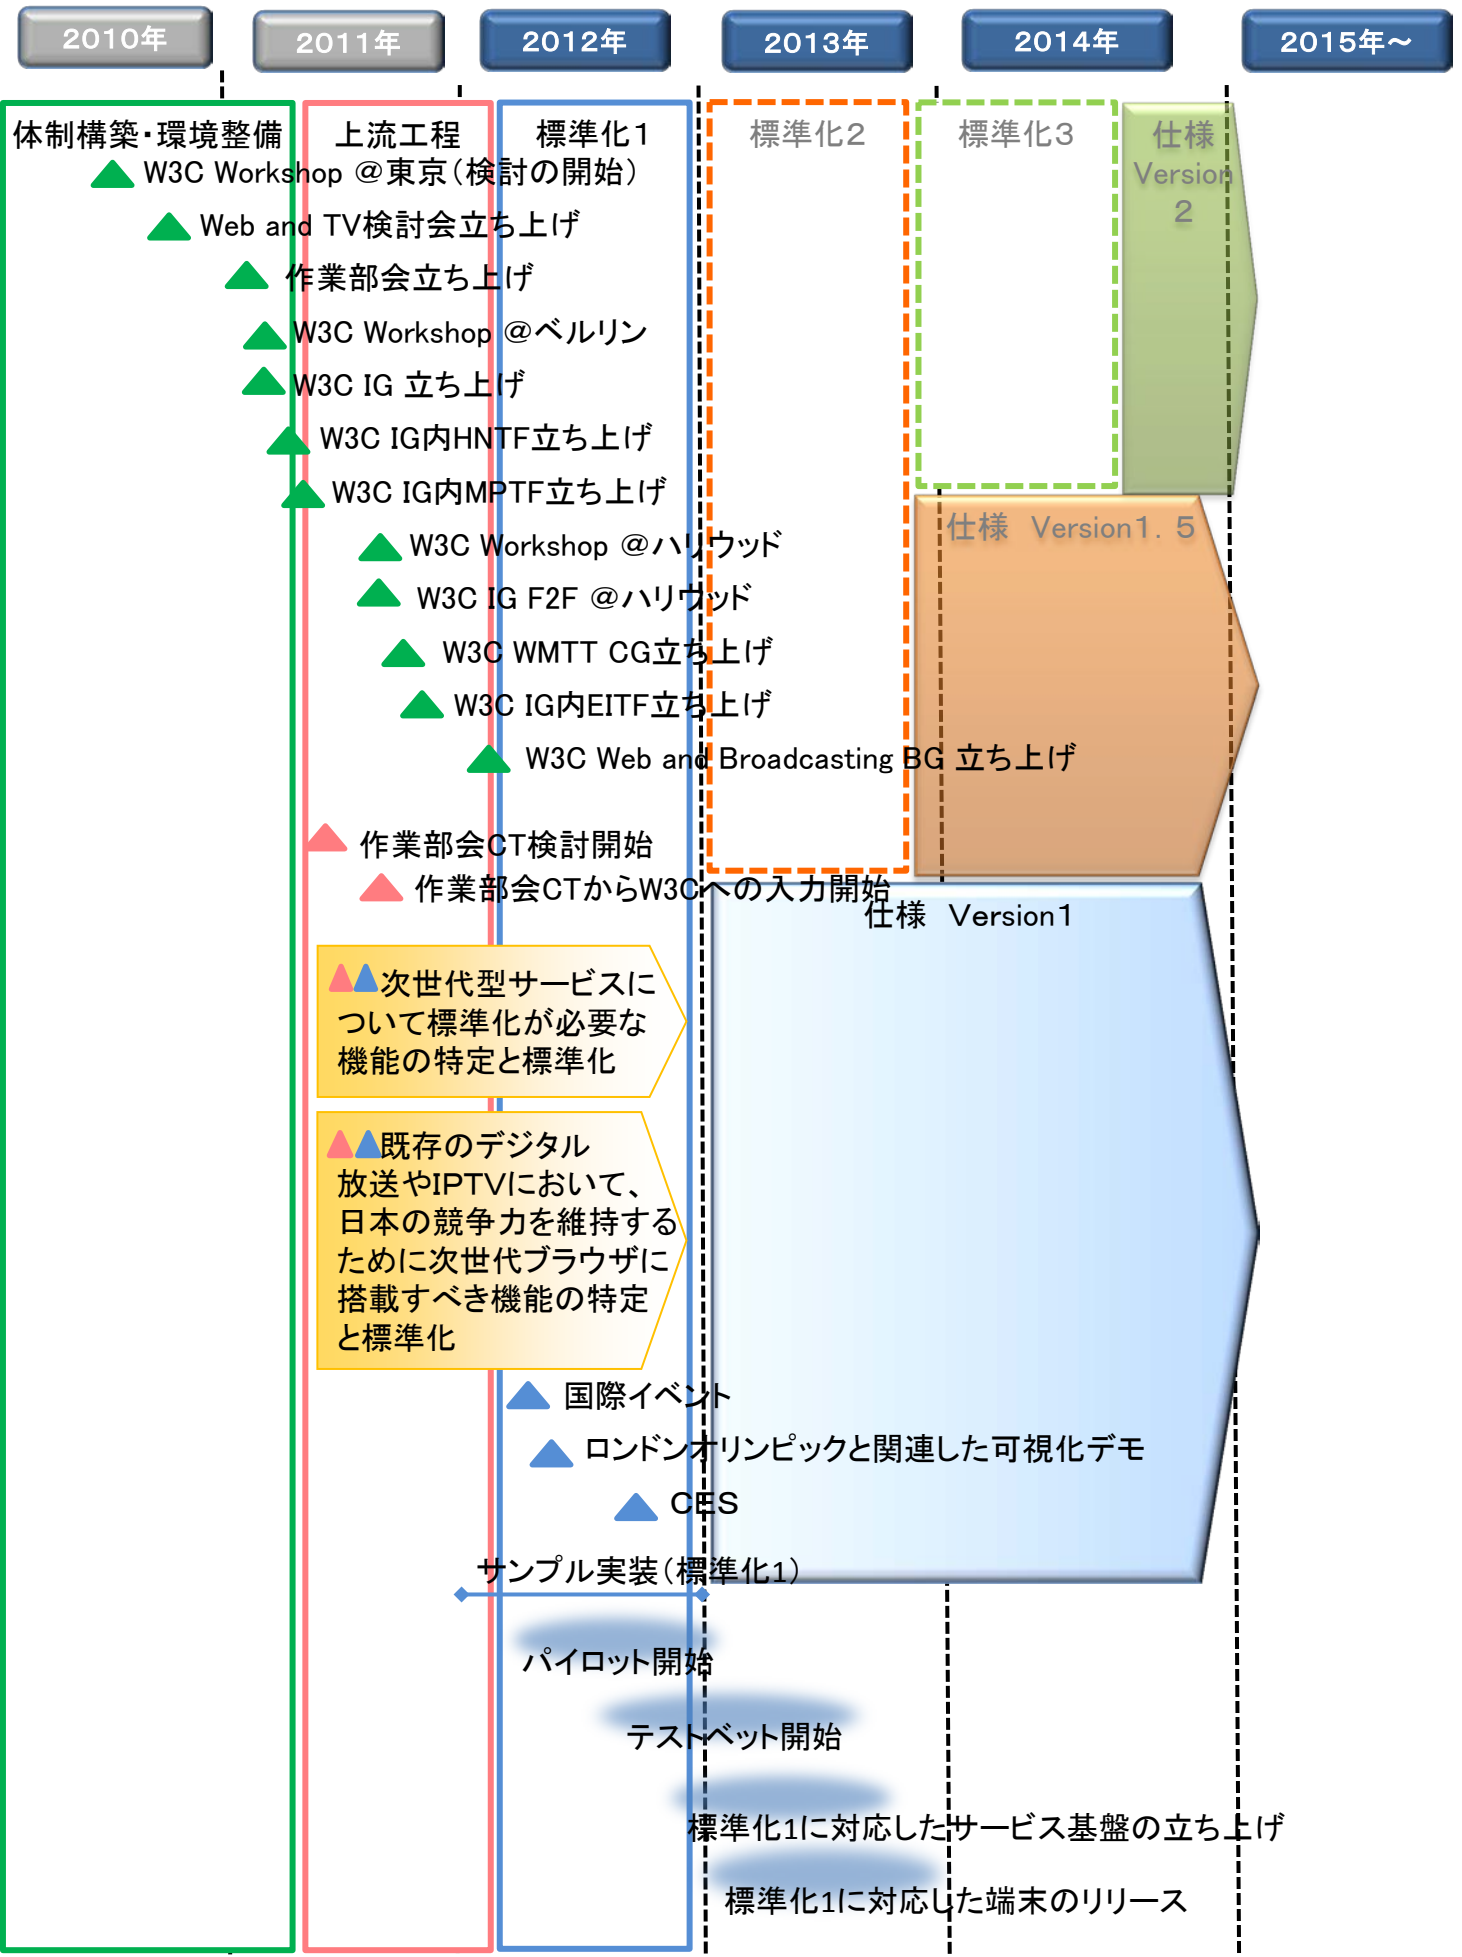 2010年
2011年
2012年
2013年
2014年
2015年～
体制構築・環境整備
上流工程
標準化1
標準化2
標準化3
仕様
Version
2
W3C Workshop ＠東京（検討の開始）
Web and TV検討会立ち上げ
作業部会立ち上げ
W3C Workshop ＠ベルリン
W3C IG 立ち上げ
W3C IG内HNTF立ち上げ
W3C IG内MPTF立ち上げ
仕様　Version1．5
W3C Workshop ＠ハリウッド
W3C IG F2F ＠ハリウッド
W3C WMTT CG立ち上げ
W3C IG内EITF立ち上げ
W3C Web and Broadcasting BG 立ち上げ
作業部会CT検討開始
作業部会CTからW3Cへの入力開始
仕様　Version1
次世代型サービスに
ついて標準化が必要な
機能の特定と標準化
既存のデジタル
放送やIPTVにおいて、
日本の競争力を維持する
ために次世代ブラウザに
搭載すべき機能の特定
と標準化
国際イベント
ロンドンオリンピックと関連した可視化デモ
CES
サンプル実装（標準化1）
パイロット開始
テストベット開始
標準化1に対応したサービス基盤の立ち上げ
標準化1に対応した端末のリリース